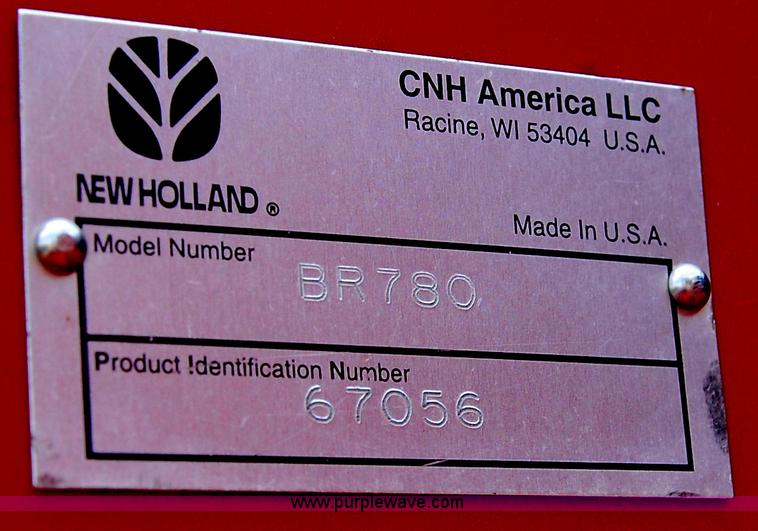 CNH America LLC
Racine, WI 53404 U.S.A.
NEW HOLLAND ®
Made In U.S.A.
Model Number
BR780
Product Identification Number
67056
www.purplewave.com